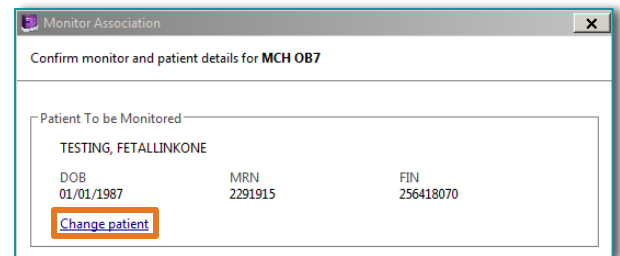 Monitor Association
Confirm monitor and patient details for MCH OB7
Patient To be Monitored
TESTING, FETALLINKONE
DOB MRN FIN
01/01/1987 2291915 256418070
Change patient